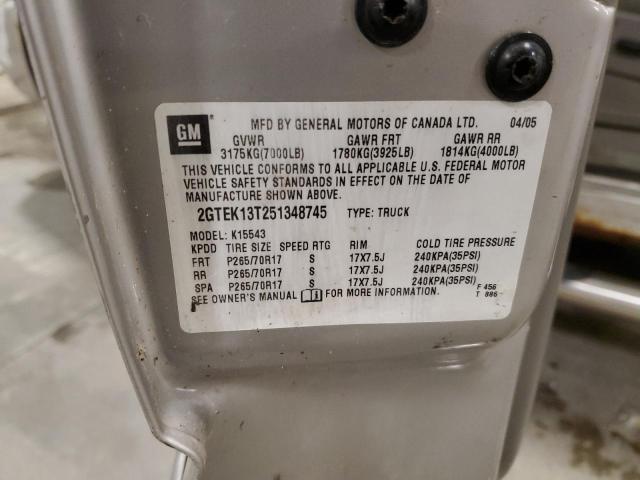 GM
MFD BY GENERAL MOTORS OF CANADA LTD. 04/05
GVWR GAWR FRT GAWR RR
3175KG(7000LB) 1780KG(3925LB) 1814KG(4000LB)
THIS VEHICLE CONFORMS TO ALL APPLICABLE U.S. FEDERAL MOTOR
VEHICLE SAFETY STANDARDS IN EFFECT ON THE DATE OF
MANUFACTURE SHOWN ABOVE.
2GTEK13T251348745 TYPE: TRUCK
MODEL: K15543
KPDD TIRE SIZE SPEED RTG RIM COLD TIRE PRESSURE
FRT P265/70R17 S 17X7.5J 240KPA(35PSI)
RR P265/70R17 S 17X7.5J 240KPA(35PSI)
SPA P265/70R17 S 17X7.5J 240KPA(35PSI)
SEE OWNER'S MANUAL FOR MORE INFORMATION.
F 456
T 886